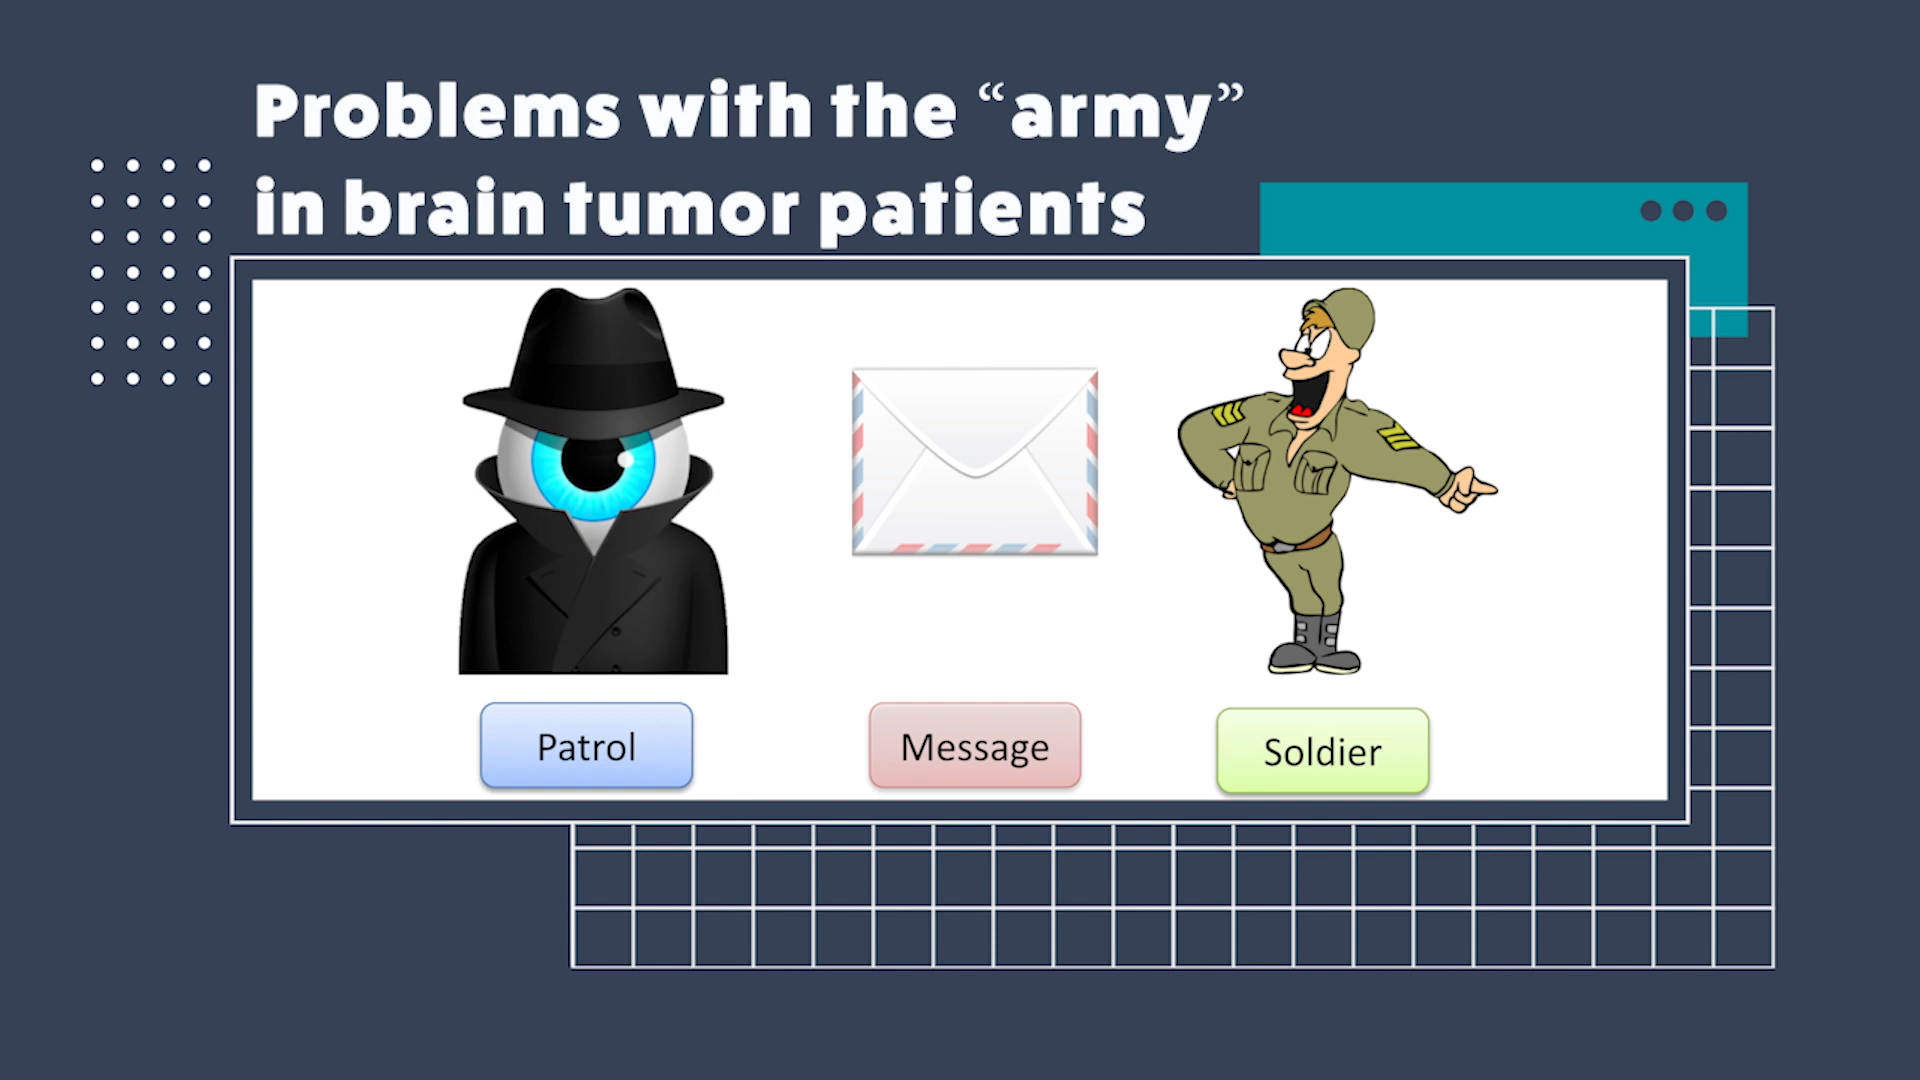 Problems with the “army”
in brain tumor patients
Patrol
Message
Soldier